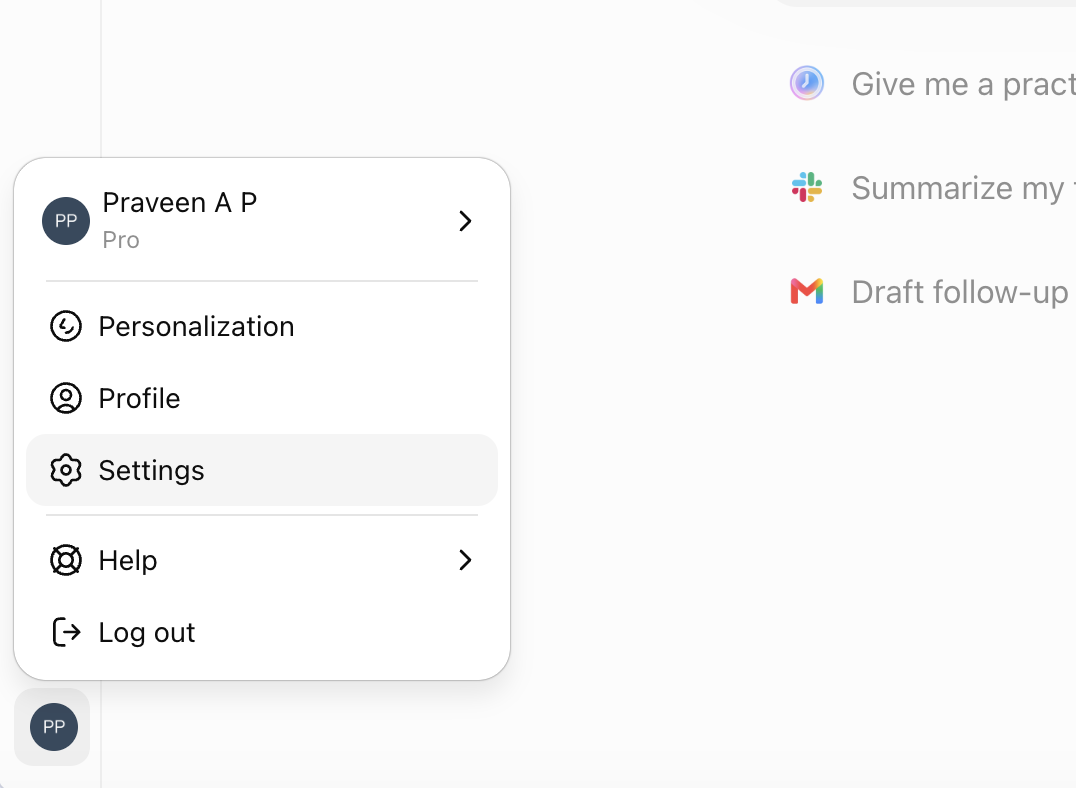 Give me a pract
Summarize my
Draft follow-up
PP
Praveen A P
Pro
Personalization
Profile
Settings
Help
Log out
PP